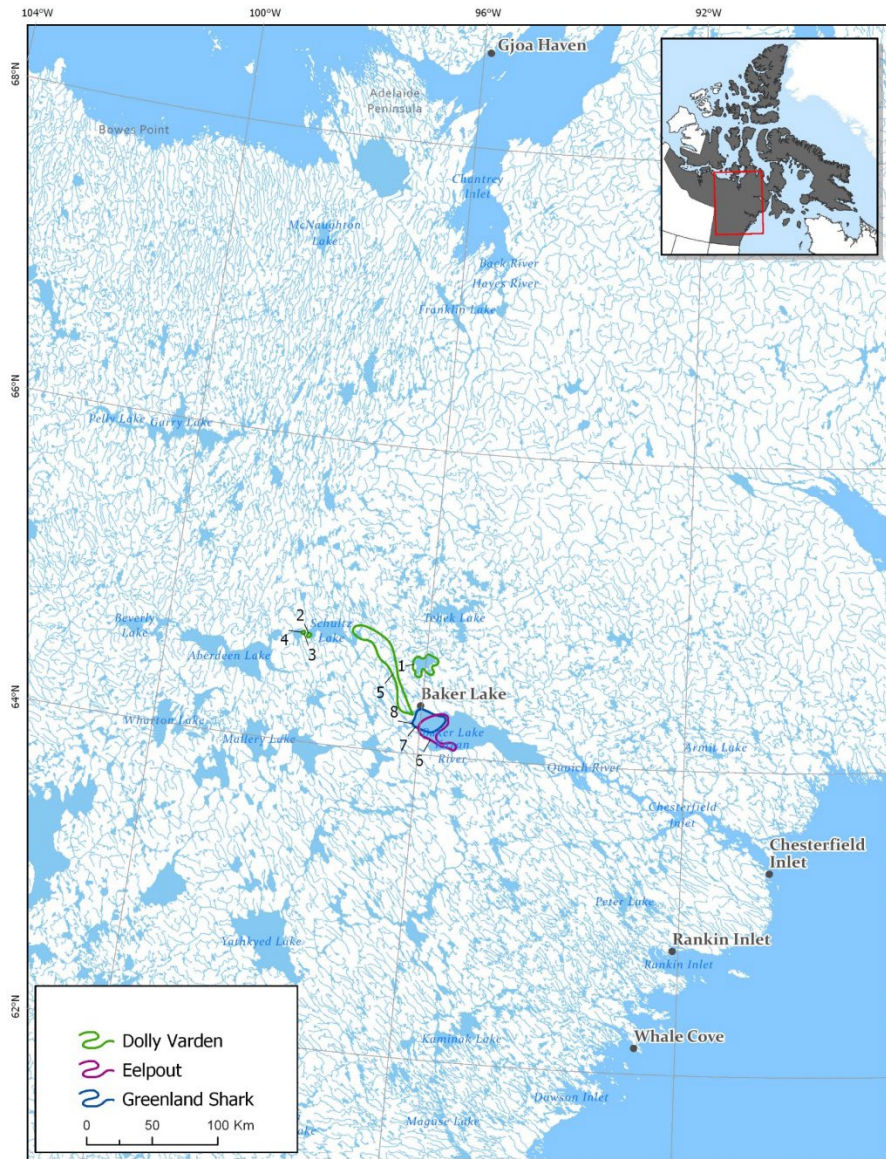 104°W
100°W
96°W
92°W
68°N
66°N
64°N
62°N
Gjoa Haven
Adelaide
Peninsula
Bowes Point
Chantrey
Inlet
McNaughton
Lake
Back River
Hayes River
Franklin Lake
Pelly Lake
Garry Lake
Beverly
Lake
2
4
3
Schultz
Lake
Tehek Lake
Aberdeen Lake
1
5
Baker Lake
Wharton Lake
8
7
6
Baker Lake
River
Mallery Lake
Armit Lake
Quoich River
Chesterfield
Inlet
Chesterfield
Inlet
Peter Lake
Yathkyed Lake
Rankin Inlet
Rankin Inlet
Whale Cove
Kaminak Lake
Dawson Inlet
Maguse Lake
Lake
Dolly Varden
Eelpout
Greenland Shark
0 50 100 Km